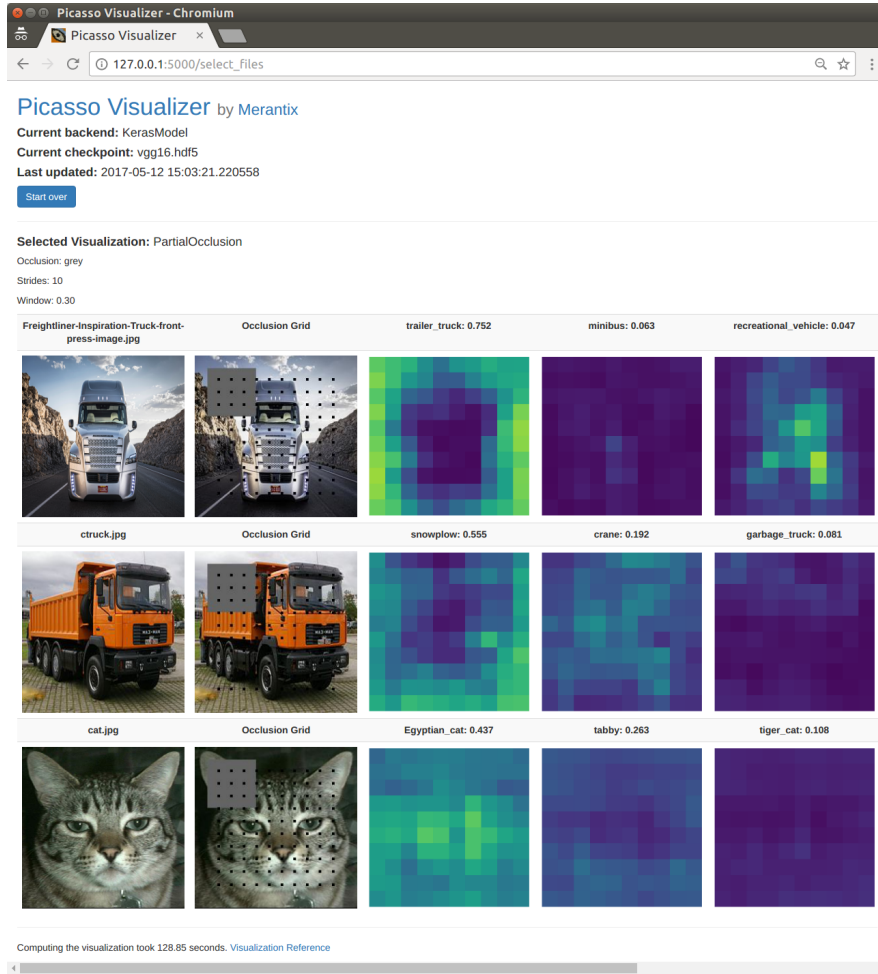 Picasso Visualizer - Chromium
Picasso Visualizer ×
127.0.0.1:5000/select_files
Picasso Visualizer by Merantix
Current backend: KerasModel
Current checkpoint: vgg16.hdf5
Last updated: 2017-05-12 15:03:21.220558
Start over
Selected Visualization: PartialOcclusion
Occlusion: grey
Strides: 10
Window: 0.30
Freightliner-Inspiration-Truck-front-press-image.jpg Occlusion Grid trailer_truck: 0.752 minibus: 0.063 recreational_vehicle: 0.047
ctruck.jpg Occlusion Grid snowplow: 0.555 crane: 0.192 garbage_truck: 0.081
cat.jpg Occlusion Grid Egyptian_cat: 0.437 tabby: 0.263 tiger_cat: 0.108
Computing the visualization took 128.85 seconds. Visualization Reference